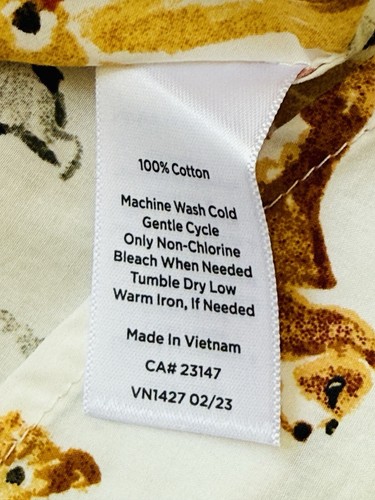 100% Cotton
Machine Wash Cold
Gentle Cycle
Only Non-Chlorine
Bleach When Needed
Tumble Dry Low
Warm Iron, If Needed
Made In Vietnam
CA# 23147
VN1427 02/23